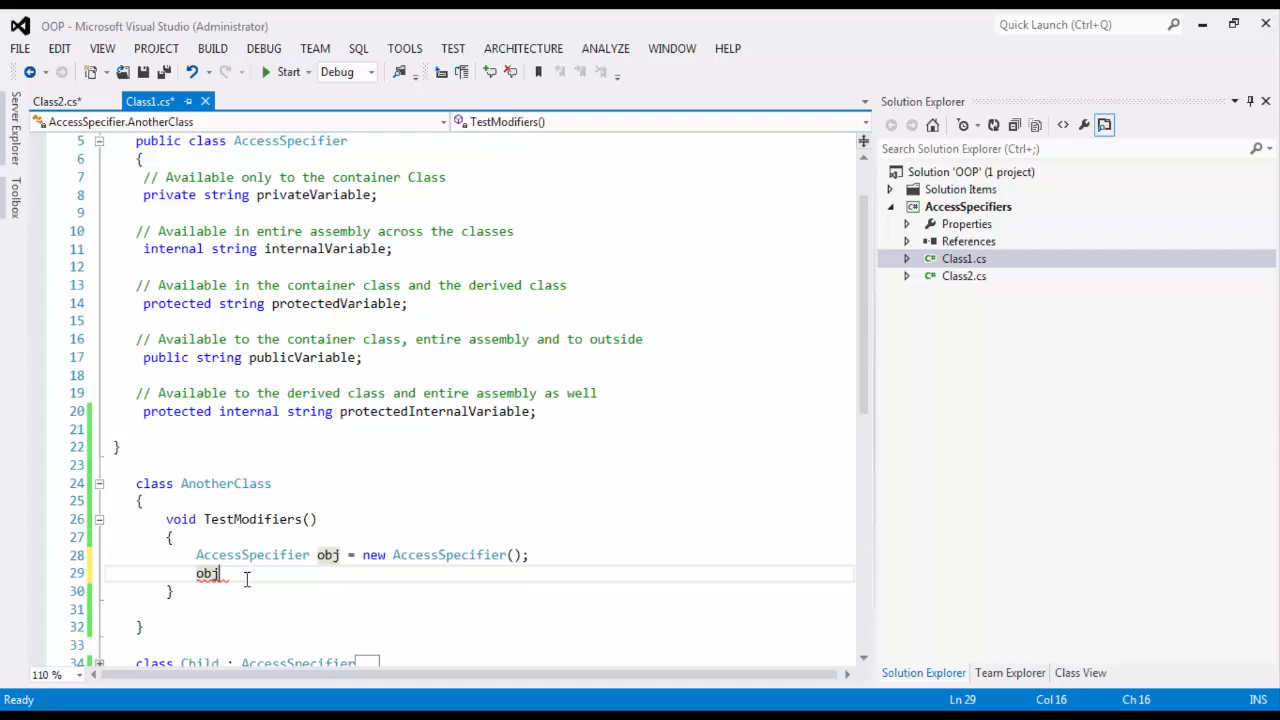 OOP - Microsoft Visual Studio (Administrator)
Quick Launch (Ctrl+Q)
FILE EDIT VIEW PROJECT BUILD DEBUG TEAM SQL TOOLS TEST ARCHITECTURE ANALYZE WINDOW HELP
Start Debug
Server Explorer
Toolbox
Class2.cs* Class1.cs*
AccessSpecifier.AnotherClass TestModifiers()
5 public class AccessSpecifier
6 {
7 // Available only to the container Class
8 private string privateVariable;
9
10 // Available in entire assembly across the classes
11 internal string internalVariable;
12
13 // Available in the container class and the derived class
14 protected string protectedVariable;
15
16 // Available to the container class, entire assembly and to outside
17 public string publicVariable;
18
19 // Available to the derived class and entire assembly as well
20 protected internal string protectedInternalVariable;
21
22 }
23
24 class AnotherClass
25 {
26 void TestModifiers()
27 {
28 AccessSpecifier obj = new AccessSpecifier();
29 obj
30 }
31
32 }
33
34 class Child : AccessSpecifier
110 %
Solution Explorer
Search Solution Explorer (Ctrl+;)
Solution 'OOP' (1 project)
Solution Items
AccessSpecifiers
Properties
References
C# Class1.cs
C# Class2.cs
Solution Explorer Team Explorer Class View
Ready Ln 29 Col 16 Ch 16 INS